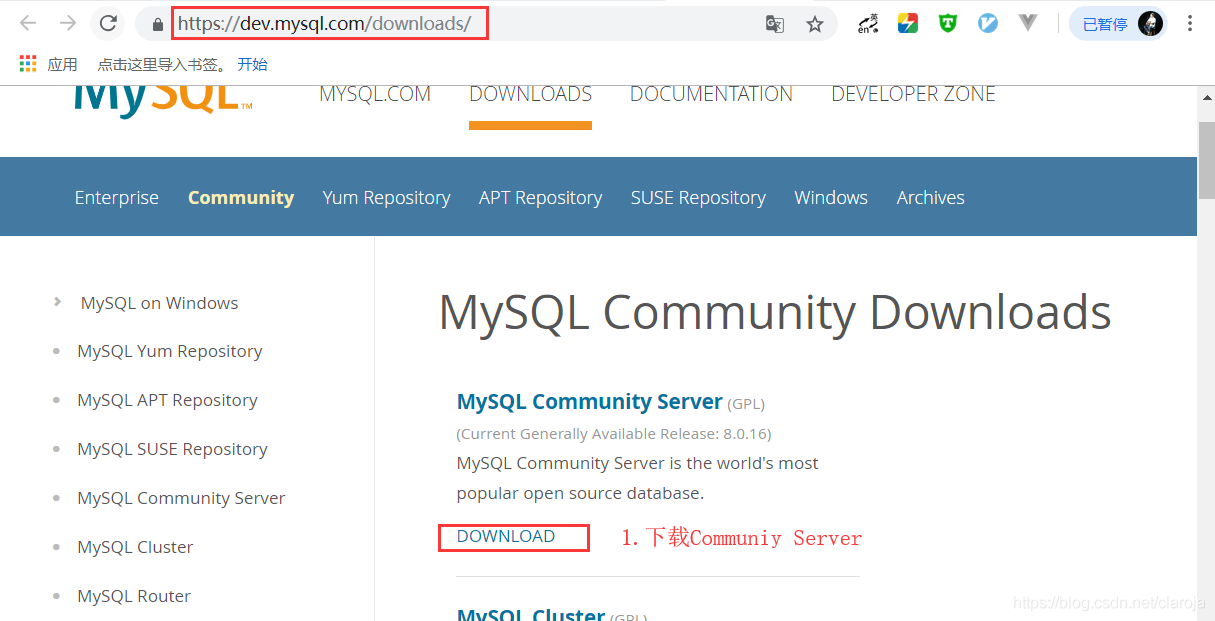 https://dev.mysql.com/downloads/
en 英
已暂停
应用 点击这里导入书签。 开始
MySQL™ MYSQL.COM DOWNLOADS DOCUMENTATION DEVELOPER ZONE
Enterprise Community Yum Repository APT Repository SUSE Repository Windows Archives
MySQL on Windows
MySQL Yum Repository
MySQL APT Repository
MySQL SUSE Repository
MySQL Community Server
MySQL Cluster
MySQL Router
MySQL Community Downloads
MySQL Community Server (GPL)
(Current Generally Available Release: 8.0.16)
MySQL Community Server is the world's most
popular open source database.
DOWNLOAD 1.下载Communiy Server
MySQL Cluster (GPL)
https://blog.csdn.net/claroja